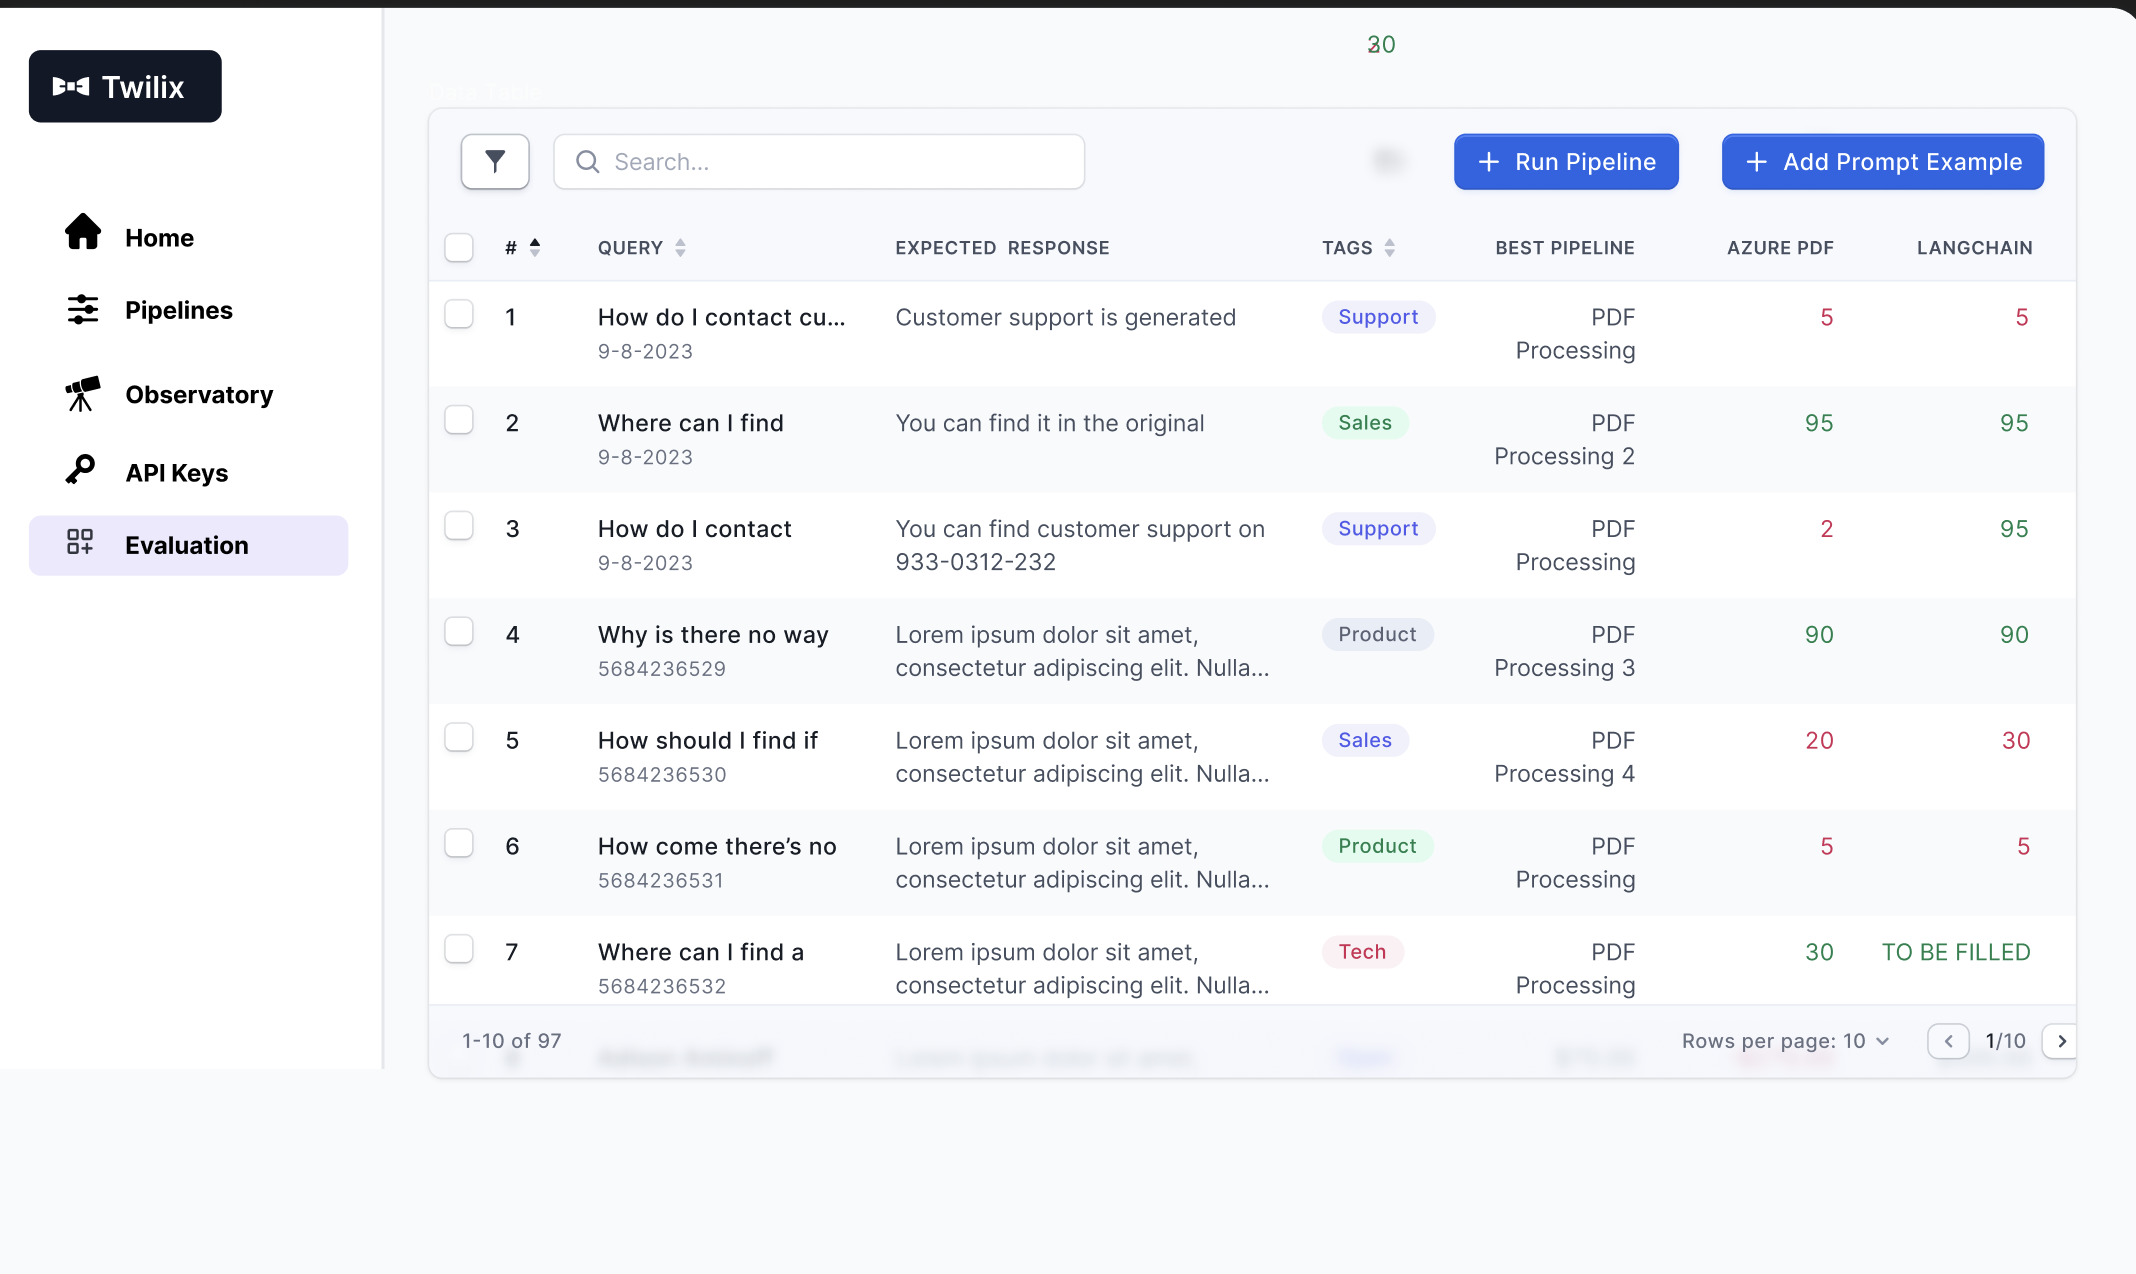 Twilix
Home
Pipelines
Observatory
API Keys
Evaluation
Search...
Run Pipeline
Add Prompt Example
# QUERY EXPECTED RESPONSE TAGS BEST PIPELINE AZURE PDF LANGCHAIN
1 How do I contact cu... Customer support is generated Support PDF 5 5
9-8-2023 Processing
2 Where can I find You can find it in the original Sales PDF 95 95
9-8-2023 Processing 2
3 How do I contact You can find customer support on Support PDF 2 95
9-8-2023 933-0312-232 Processing
4 Why is there no way Lorem ipsum dolor sit amet, Product PDF 90 90
5684236529 consectetur adipiscing elit. Nulla... Processing 3
5 How should I find if Lorem ipsum dolor sit amet, Sales PDF 20 30
5684236530 consectetur adipiscing elit. Nulla... Processing 4
6 How come there’s no Lorem ipsum dolor sit amet, Product PDF 5 5
5684236531 consectetur adipiscing elit. Nulla... Processing
7 Where can I find a Lorem ipsum dolor sit amet, Tech PDF 30 TO BE FILLED
5684236532 consectetur adipiscing elit. Nulla... Processing
1-10 of 97 Rows per page: 10 1/10